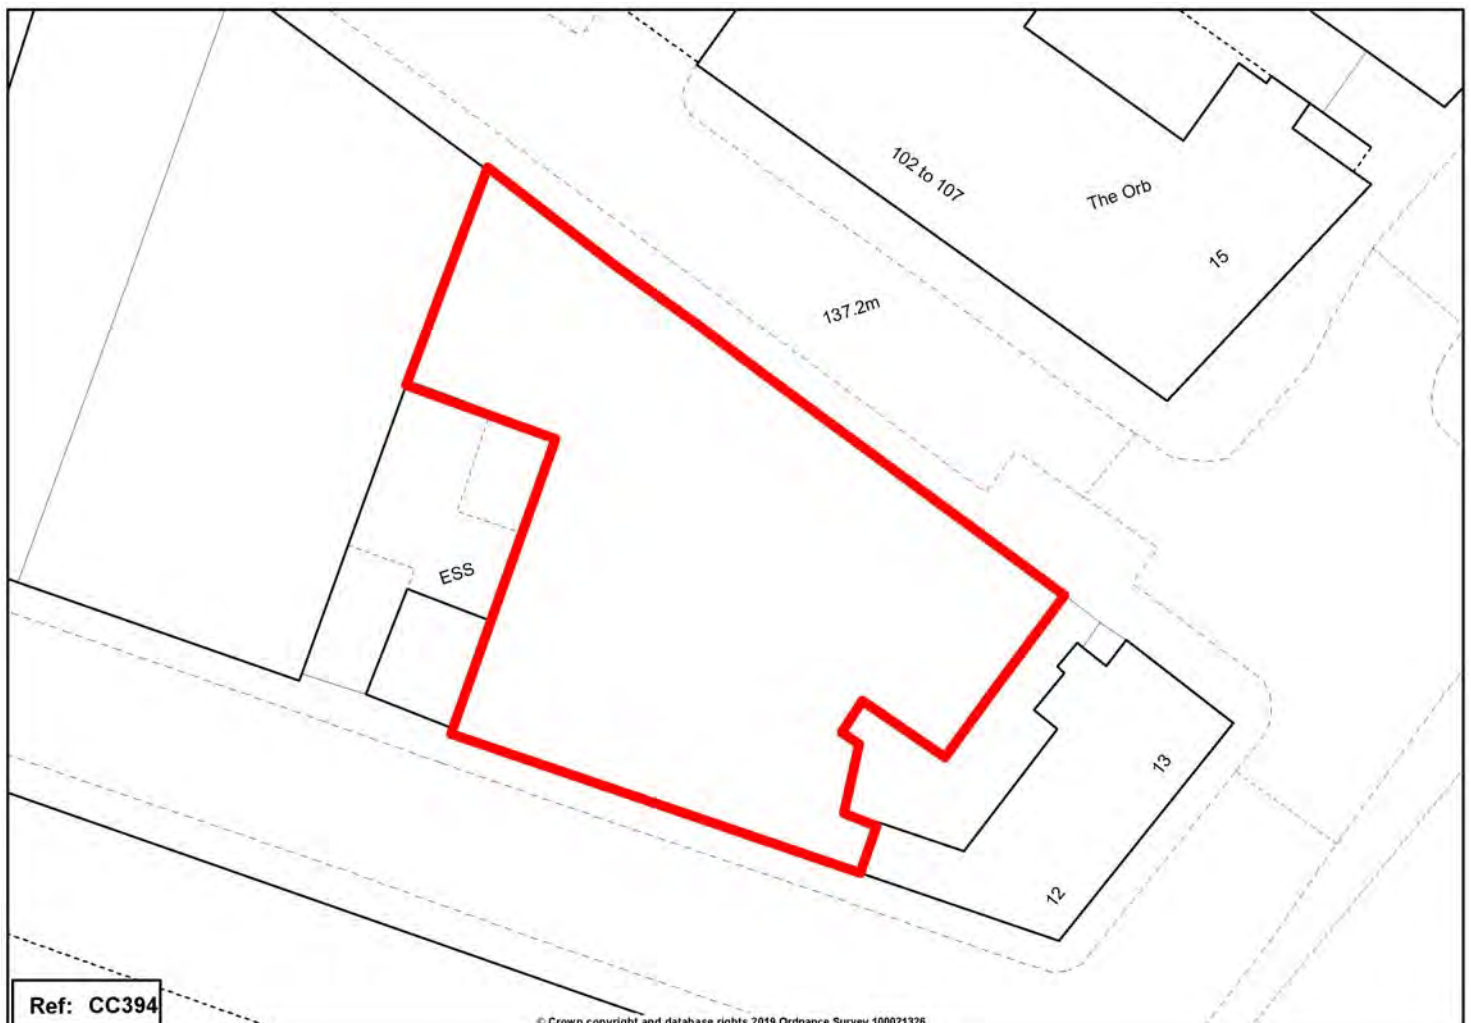 102 to 107
The Orb
15
137.2m
ESS
13
12
Ref: CC394
© Crown copyright and database rights 2019 Ordnance Survey 100021326